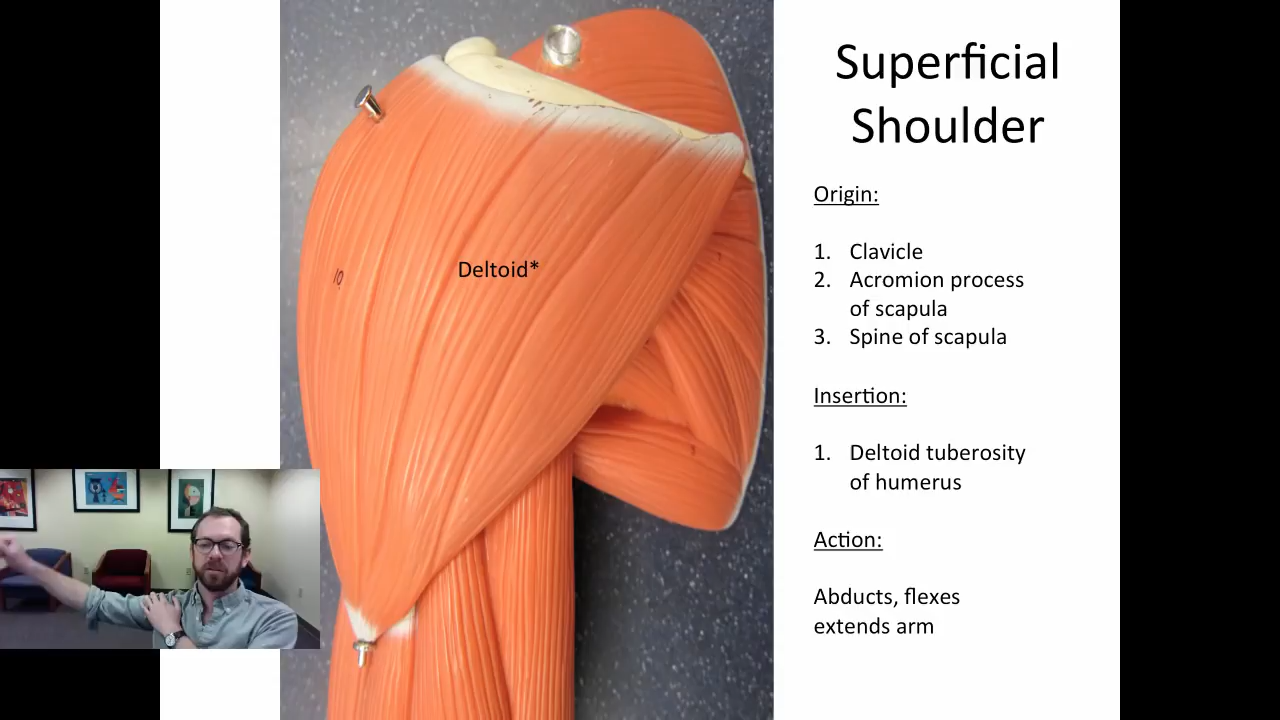 Superficial
Shoulder
Origin:
1. Clavicle
2. Acromion process
of scapula
3. Spine of scapula
Insertion:
1. Deltoid tuberosity
of humerus
Action:
Abducts, flexes
extends arm
Deltoid*
10